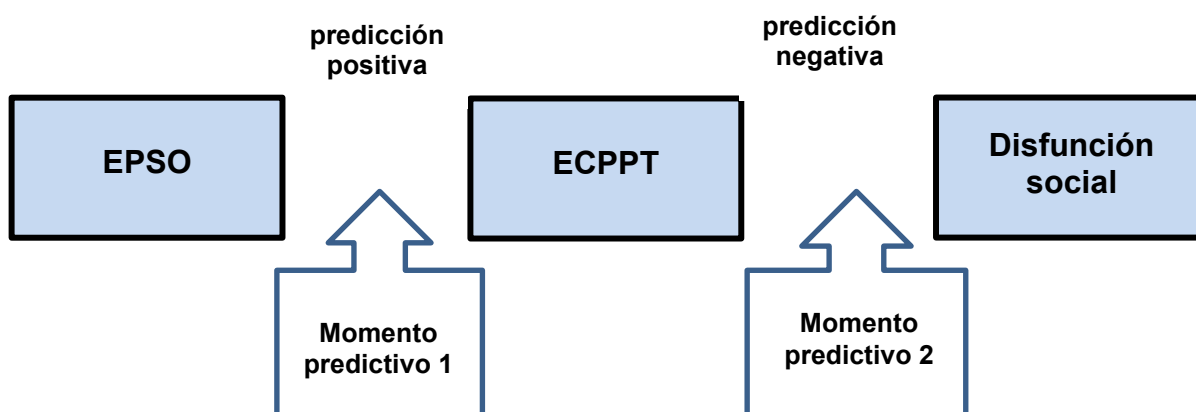 predicción
positiva
predicción
negativa
EPSO
ECPPT
Disfunción
social
Momento
predictivo 1
Momento
predictivo 2